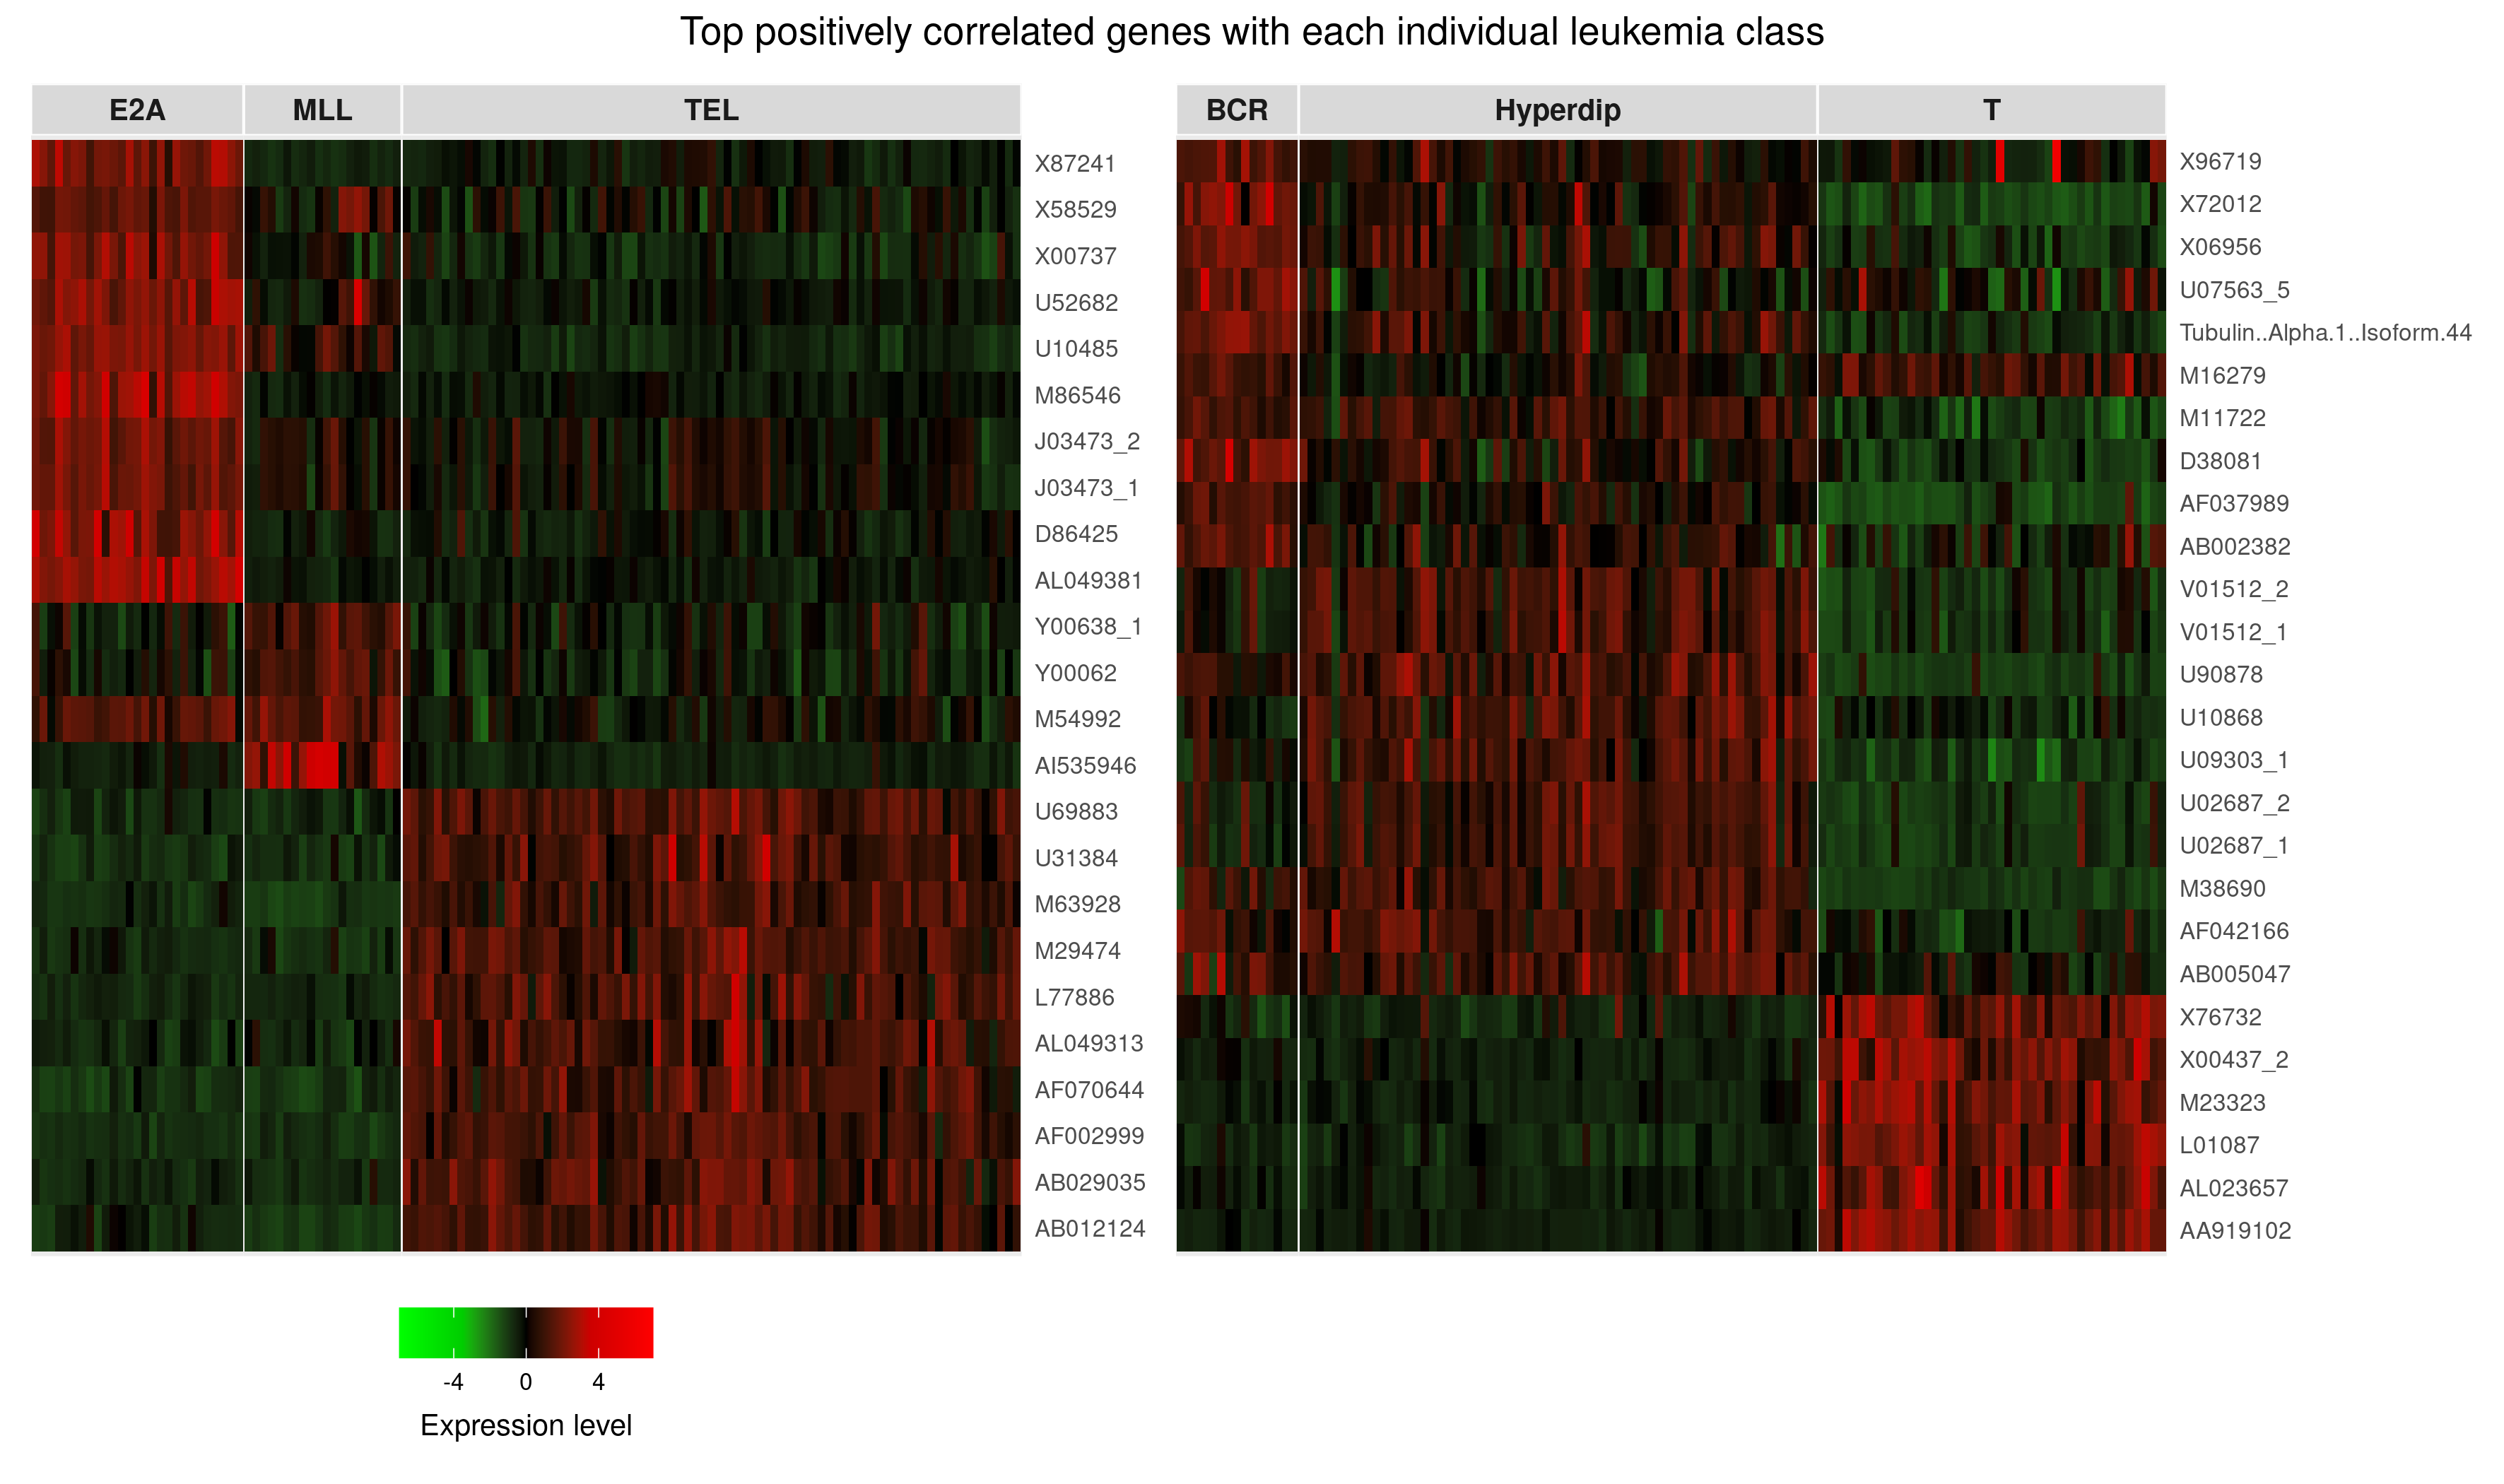 Top positively correlated genes with each individual leukemia class
E2A
MLL
TEL
BCR
Hyperdip
T
X87241
X58529
X00737
U52682
U10485
M86546
J03473_2
J03473_1
D86425
AL049381
Y00638_1
Y00062
M54992
AI535946
U69883
U31384
M63928
M29474
L77886
AL049313
AF070644
AF002999
AB029035
AB012124
X96719
X72012
X06956
U07563_5
Tubulin..Alpha.1..Isoform.44
M16279
M11722
D38081
AF037989
AB002382
V01512_2
V01512_1
U90878
U10868
U09303_1
U02687_2
U02687_1
M38690
AF042166
AB005047
X76732
X00437_2
M23323
L01087
AL023657
AA919102
-4 0 4
Expression level